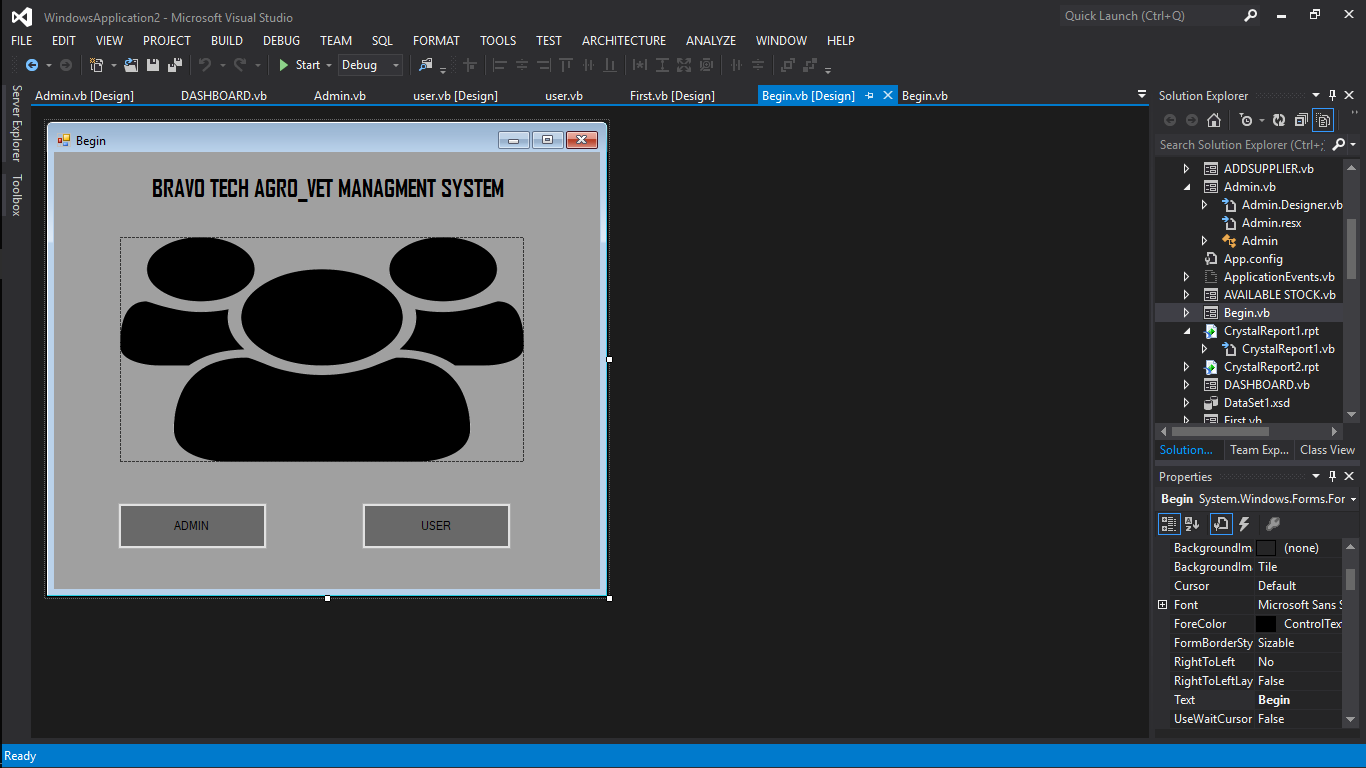 WindowsApplication2 - Microsoft Visual Studio
Quick Launch (Ctrl+Q)
FILE EDIT VIEW PROJECT BUILD DEBUG TEAM SQL FORMAT TOOLS TEST ARCHITECTURE ANALYZE WINDOW HELP
Start Debug
Server Explorer
Toolbox
Admin.vb [Design] DASHBOARD.vb Admin.vb user.vb [Design] user.vb First.vb [Design] Begin.vb [Design] Begin.vb
Begin
BRAVO TECH AGRO_VET MANAGMENT SYSTEM
ADMIN
USER
Solution Explorer
Search Solution Explorer (Ctrl+;
ADDSUPPLIER.vb
Admin.vb
Admin.Designer.vb
Admin.resx
Admin
App.config
ApplicationEvents.vb
AVAILABLE STOCK.vb
Begin.vb
CrystalReport1.rpt
CrystalReport1.vb
CrystalReport2.rpt
DASHBOARD.vb
DataSet1.xsd
First.vb
Solution... Team Exp... Class View
Properties
Begin System.Windows.Forms.For
BackgroundIm (none)
BackgroundIm Tile
Cursor Default
Font Microsoft Sans S
ForeColor ControlTex
FormBorderSty Sizable
RightToLeft No
RightToLeftLay False
Text Begin
UseWaitCursor False
Ready